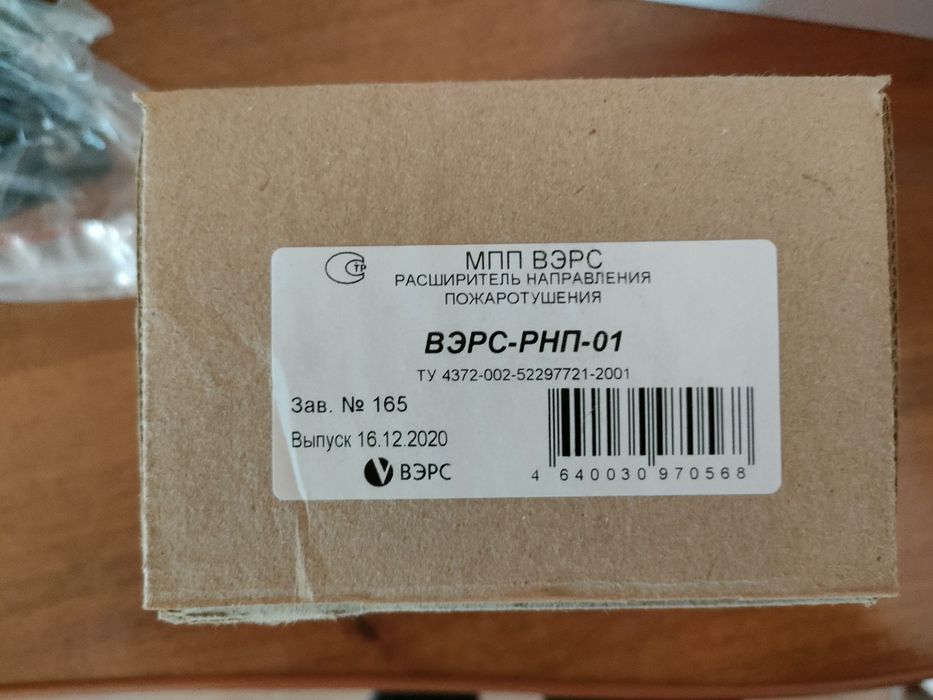 ТР
МПП ВЭРС
РАСШИРИТЕЛЬ НАПРАВЛЕНИЯ
ПОЖАРОТУШЕНИЯ
ВЭРС-РНП-01
ТУ 4372-002-52297721-2001
Зав. № 165
Выпуск 16.12.2020
ВЭРС
4 640030 970568